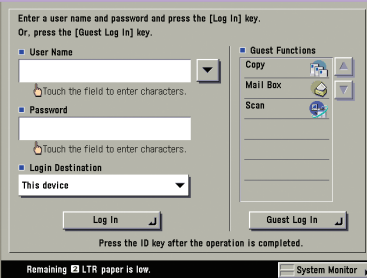 Enter a user name and password and press the [Log In] key.
Or, press the [Guest Log In] key.
User Name
Touch the field to enter characters.
Password
Touch the field to enter characters.
Login Destination
This device
Log In
Guest Functions
Copy
Mail Box
Scan
Guest Log In
Press the ID key after the operation is completed.
Remaining 2 LTR paper is low.
System Monitor